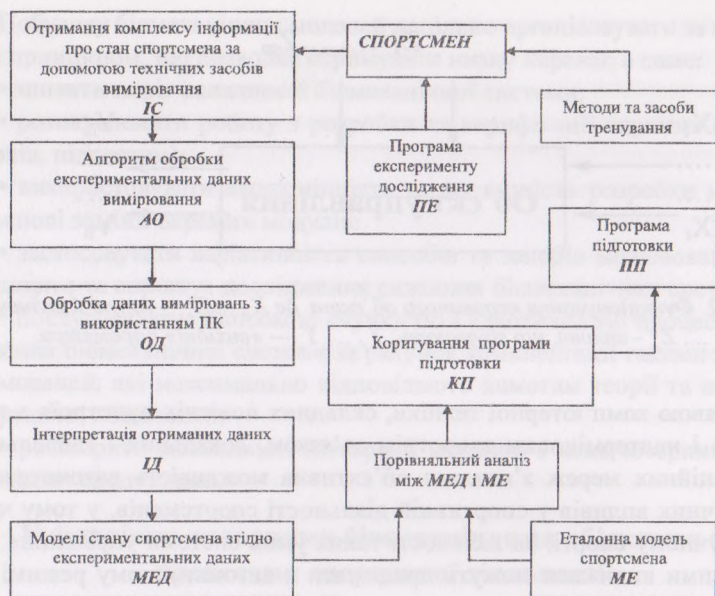 Отримання комплексу інформації
про стан спортсмена за
допомогою технічних засобів
вимірювання
ІС
СПОРТСМЕН
Методи та засоби
тренування
Алгоритм обробки
експериментальних даних
вимірювання
АО
Програма
експерименту
дослідження
ПЕ
Програма
підготовки
ПП
Обробка даних вимірювань з
використанням ПК
ОД
Коригування програми
підготовки
КП
Інтерпретація отриманих даних
ІД
Порівняльний аналіз
між МЕД і МЕ
Моделі стану спортсмена згідно
експериментальних даних
МЕД
Еталонна модель
спортсмена
МЕ